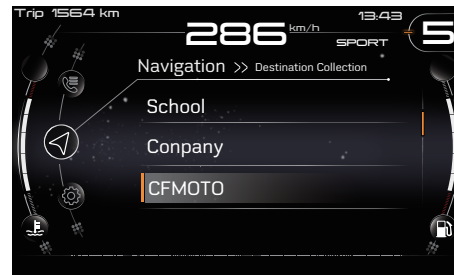 Trip 1564 km 13:43
286 km/h SPORT 5
Navigation >> Destination Collection
School
Conpany
CFMOTO